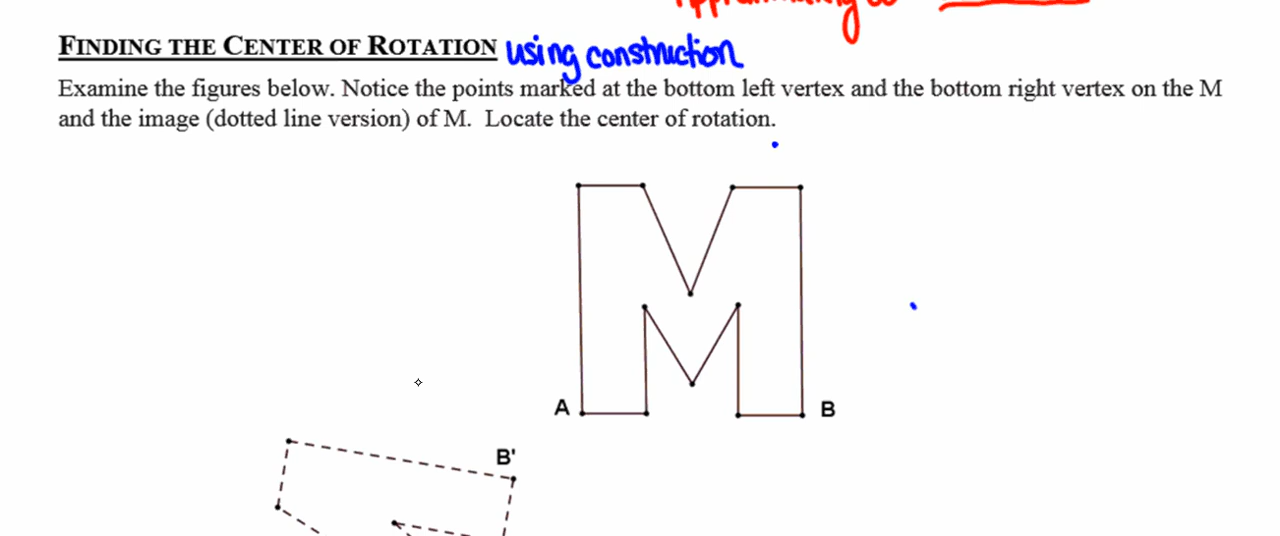 FINDING THE CENTER OF ROTATION using construction
Examine the figures below. Notice the points marked at the bottom left vertex and the bottom right vertex on the M
and the image (dotted line version) of M. Locate the center of rotation.
A
B
B'